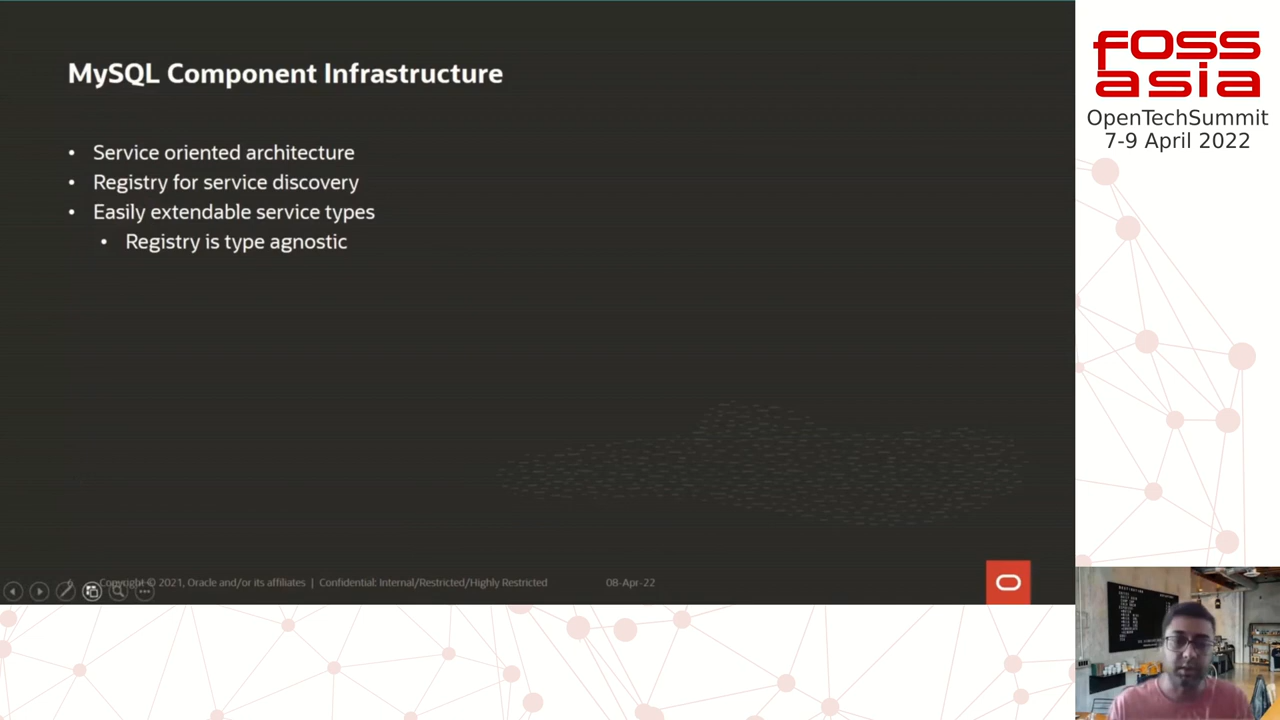 MySQL Component Infrastructure
• Service oriented architecture
• Registry for service discovery
• Easily extendable service types
• Registry is type agnostic
Copyright © 2021, Oracle and/or its affiliates | Confidential: Internal/Restricted/Highly Restricted
08-Apr-22
foss
asia
OpenTechSummit
7-9 April 2022